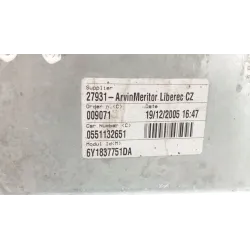 Supplier
27931-ArvinMeritor Liberec CZ
Order n.(C) Date
009071 19/12/2005 16:47
Car Number (C)
0551132651
Modul Id(M)
6Y1837751DA